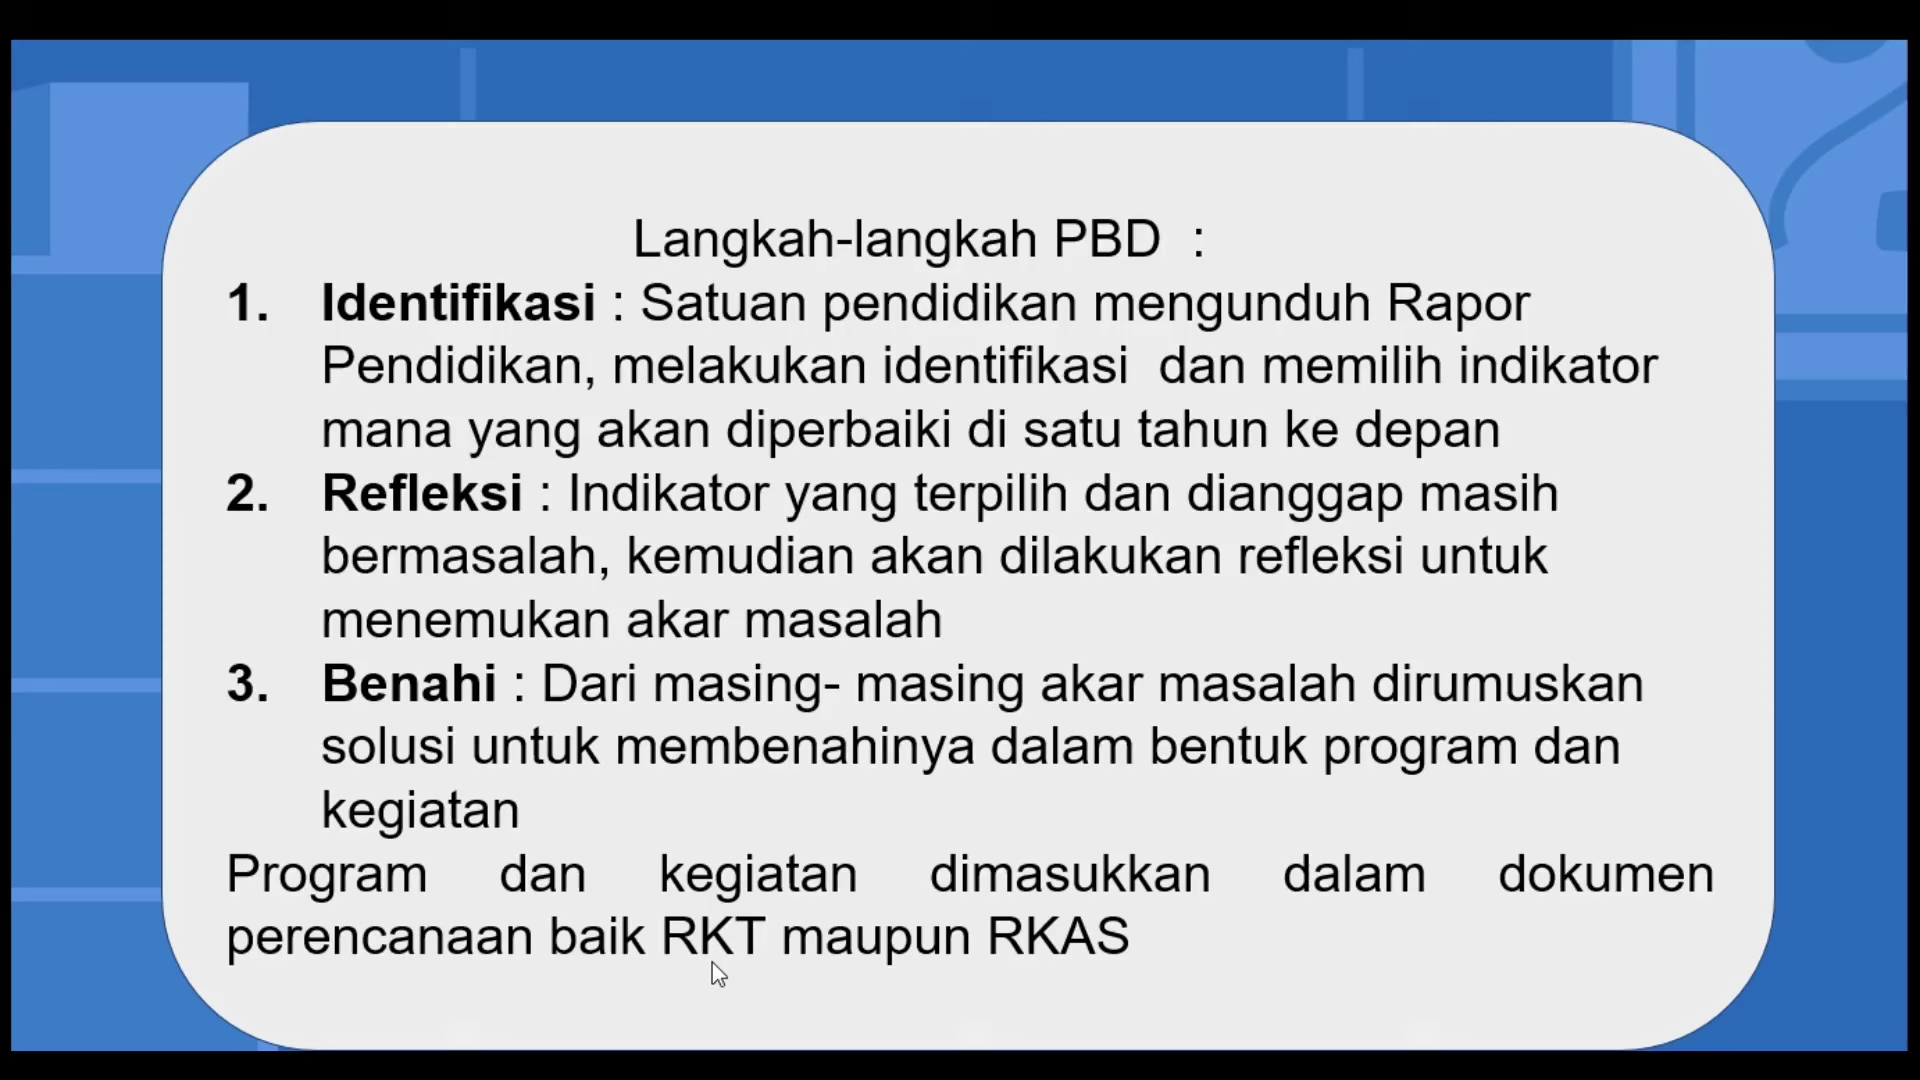 Langkah-langkah PBD :
1. Identifikasi : Satuan pendidikan mengunduh Rapor
Pendidikan, melakukan identifikasi dan memilih indikator
mana yang akan diperbaiki di satu tahun ke depan
2. Refleksi : Indikator yang terpilih dan dianggap masih
bermasalah, kemudian akan dilakukan refleksi untuk
menemukan akar masalah
3. Benahi : Dari masing- masing akar masalah dirumuskan
solusi untuk membenahinya dalam bentuk program dan
kegiatan
Program dan kegiatan dimasukkan dalam dokumen
perencanaan baik RKT maupun RKAS